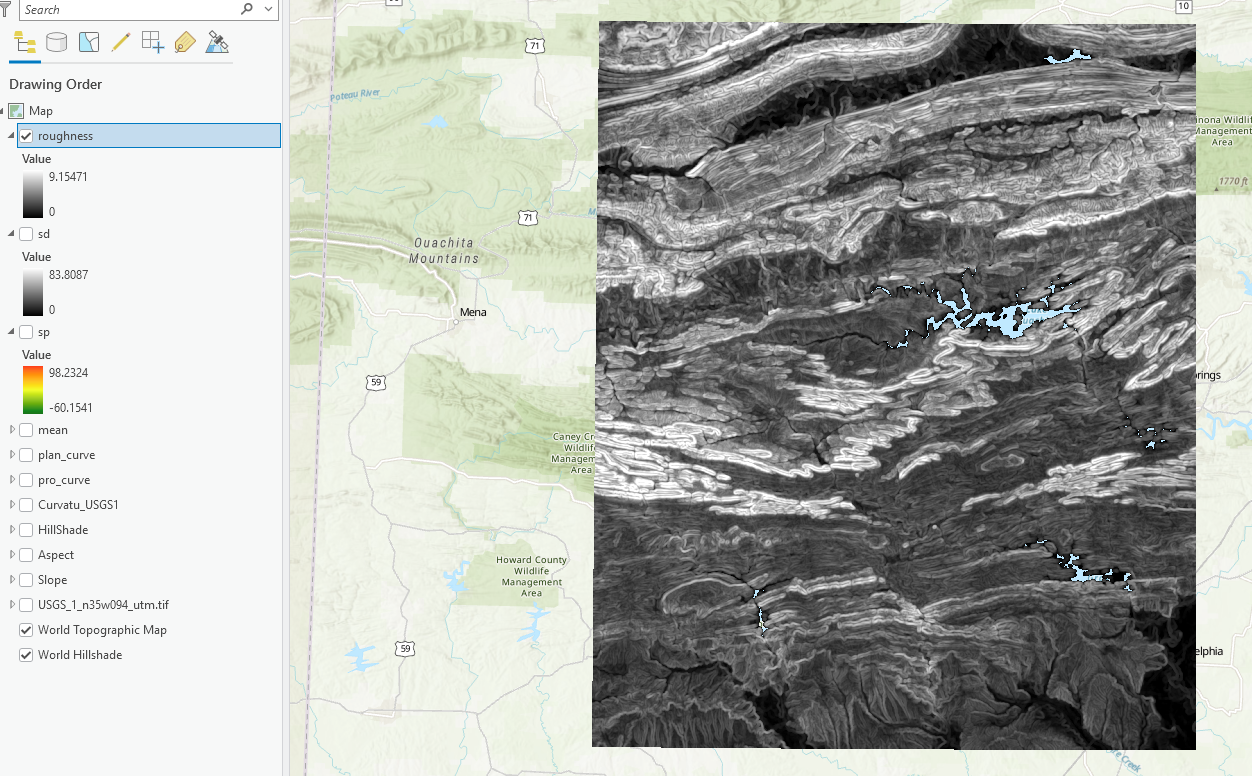 Search
Drawing Order
Map
roughness
Value
9.15471
0
sd
Value
83.8087
0
sp
Value
98.2324
-60.1541
mean
plan_curve
pro_curve
Curvatu_USGS1
HillShade
Aspect
Slope
USGS_1_n35w094_utm.tif
World Topographic Map
World Hillshade
10
71
Poteau River
nona Wildlife
Management
Area
1770 ft
71
Ouachita
Mountains
Mena
59
rings
Caney Cr
Wildlif
Managem
Area
Howard County
Wildlife
Management
Area
59
elphia
Creek